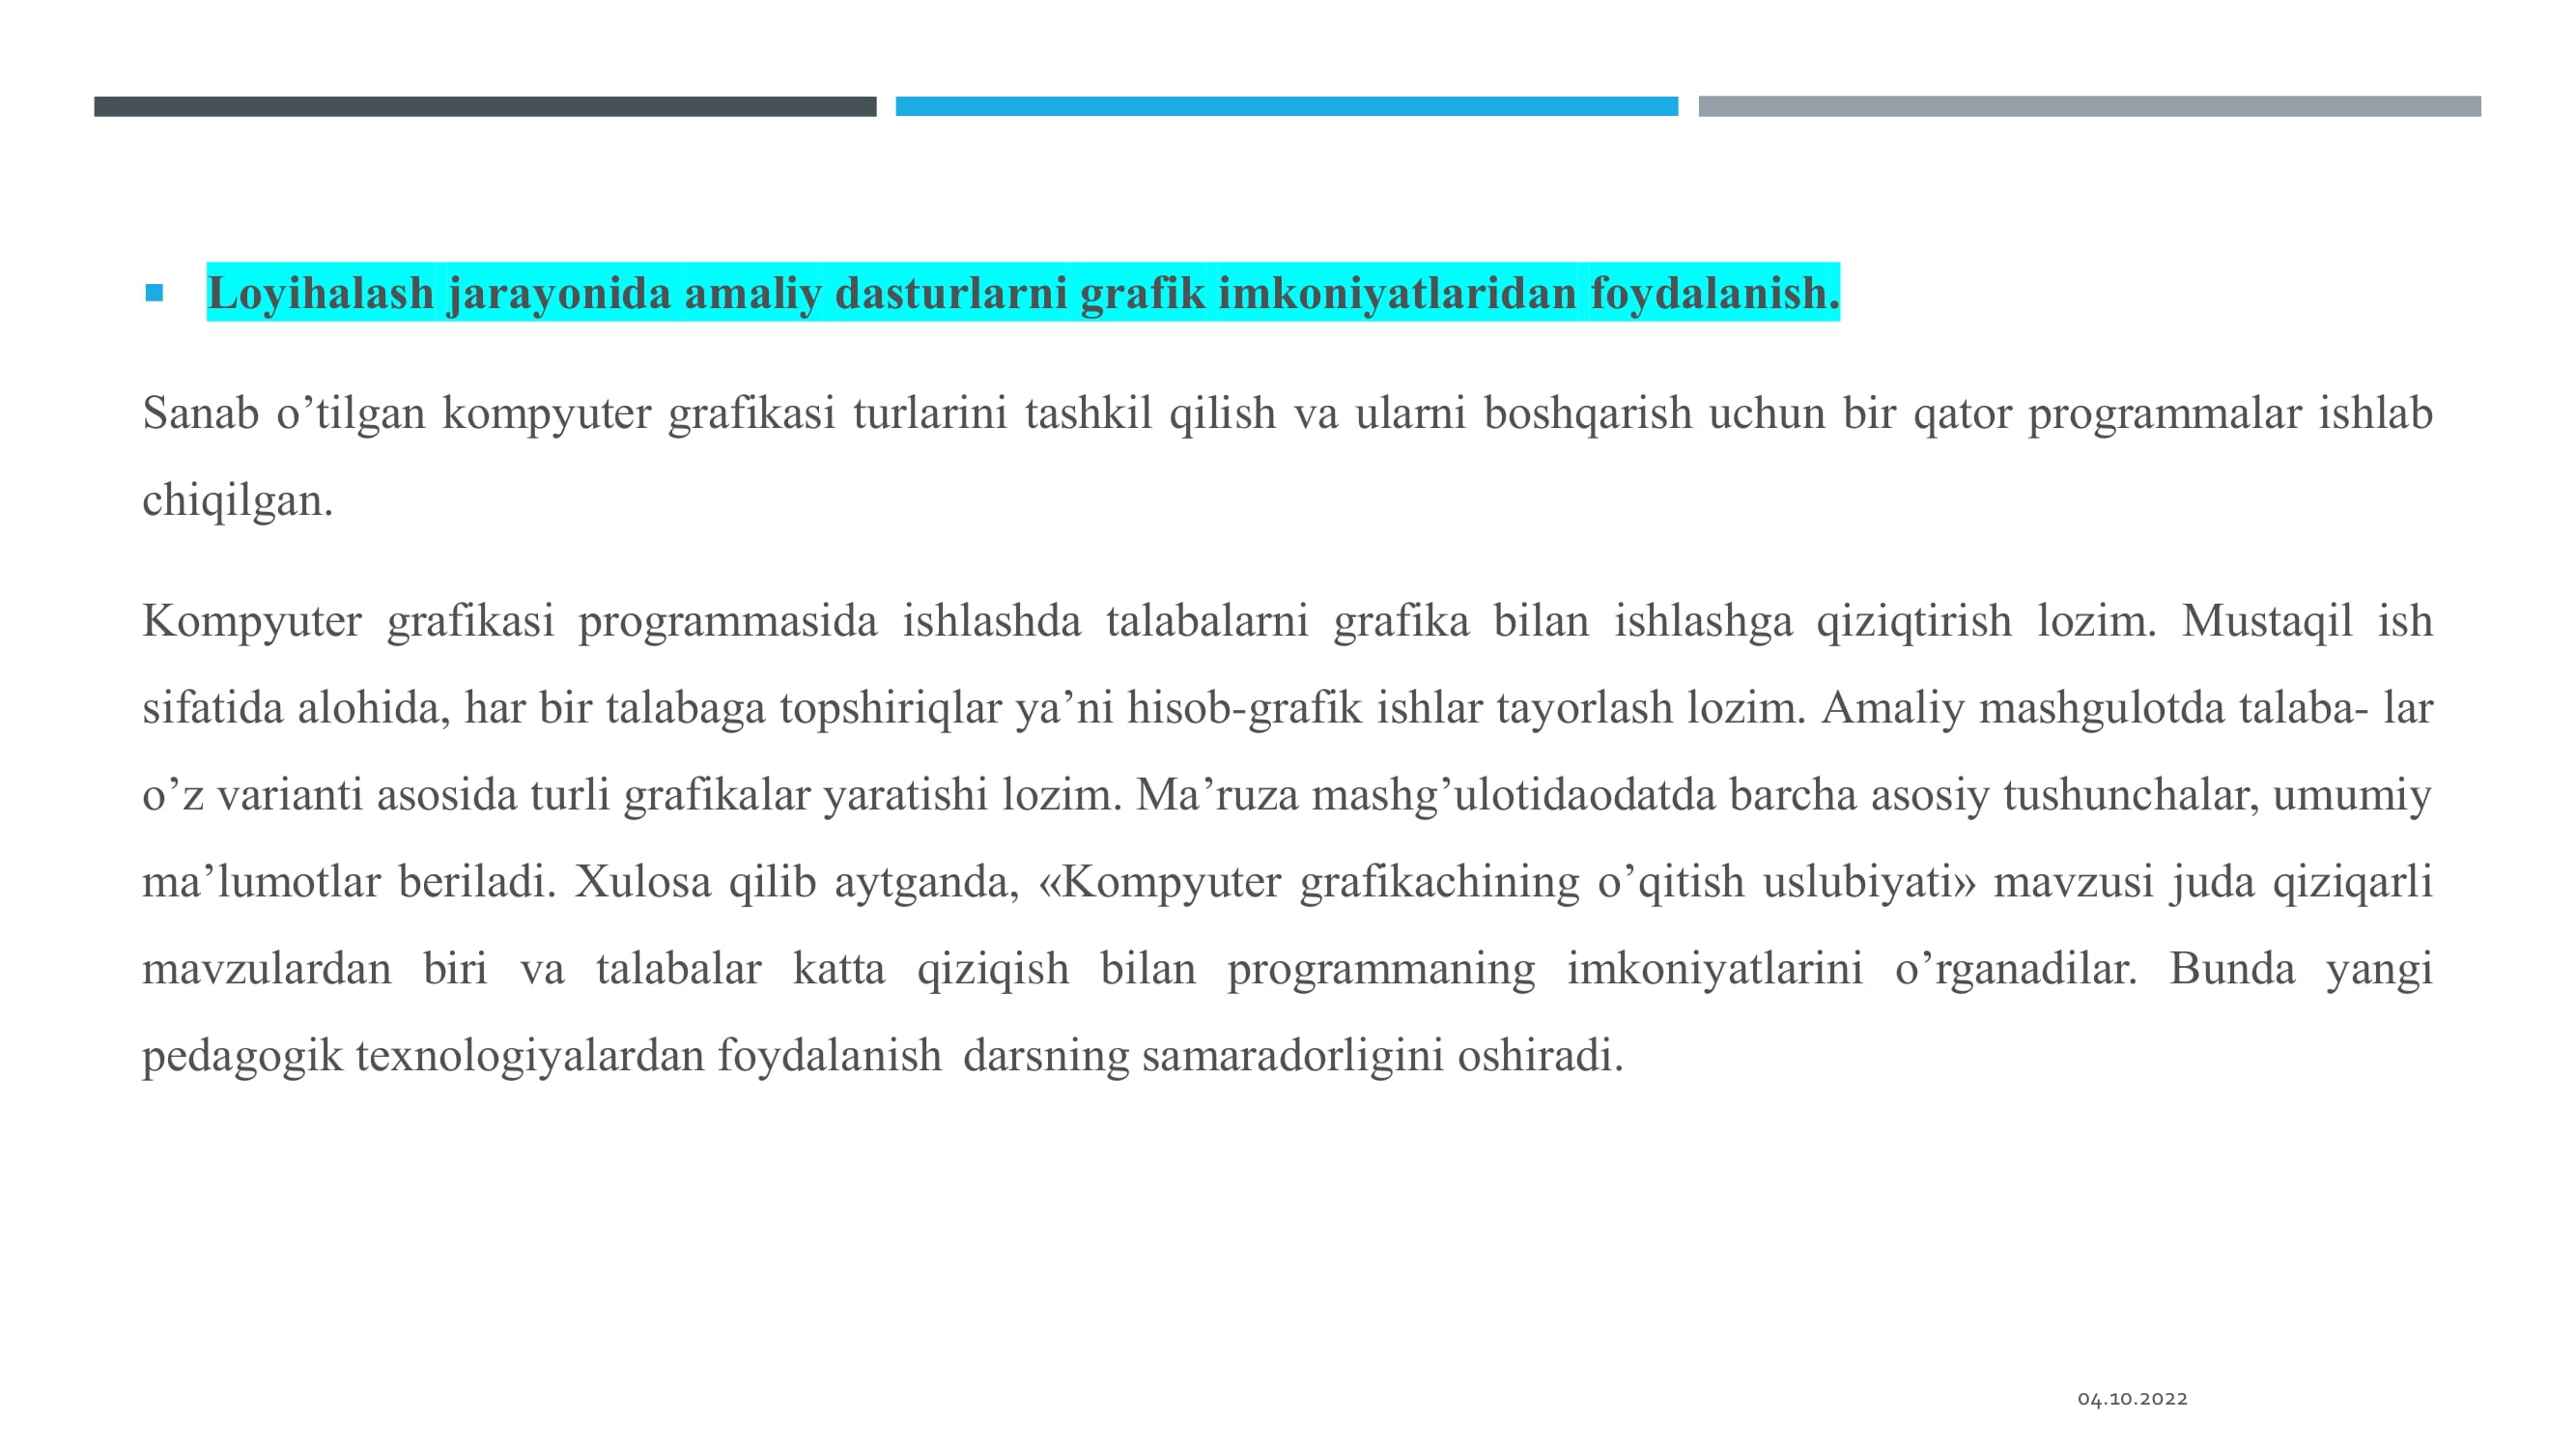 Loyihalash jarayonida amaliy dasturlarni grafik imkoniyatlaridan foydalanish.
Sanab o’tilgan kompyuter grafikasi turlarini tashkil qilish va ularni boshqarish uchun bir qator programmalar ishlab
chiqilgan.
Kompyuter grafikasi programmasida ishlashda talabalarni grafika bilan ishlashga qiziqtirish lozim. Mustaqil ish
sifatida alohida, har bir talabaga topshiriqlar ya’ni hisob-grafik ishlar tayorlash lozim. Amaliy mashgulotda talaba- lar
o’z varianti asosida turli grafikalar yaratishi lozim. Ma’ruza mashg’ulotidaodatda barcha asosiy tushunchalar, umumiy
ma’lumotlar beriladi. Xulosa qilib aytganda, «Kompyuter grafikachining o’qitish uslubiyati» mavzusi juda qiziqarli
mavzulardan biri va talabalar katta qiziqish bilan programmaning imkoniyatlarini o’rganadilar. Bunda yangi
pedagogik texnologiyalardan foydalanish darsning samaradorligini oshiradi.
04.10.2022